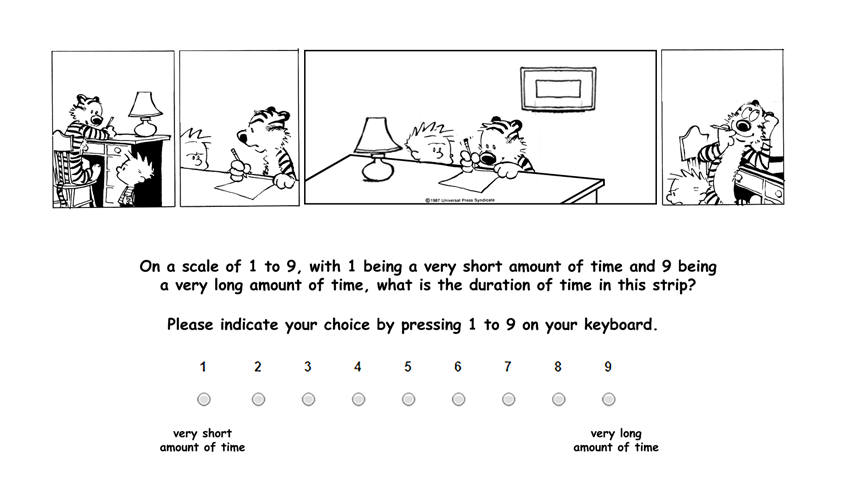 ©1987 Universal Press Syndicate
On a scale of 1 to 9, with 1 being a very short amount of time and 9 being
a very long amount of time, what is the duration of time in this strip?
Please indicate your choice by pressing 1 to 9 on your keyboard.
1 2 3 4 5 6 7 8 9
very short very long
amount of time amount of time